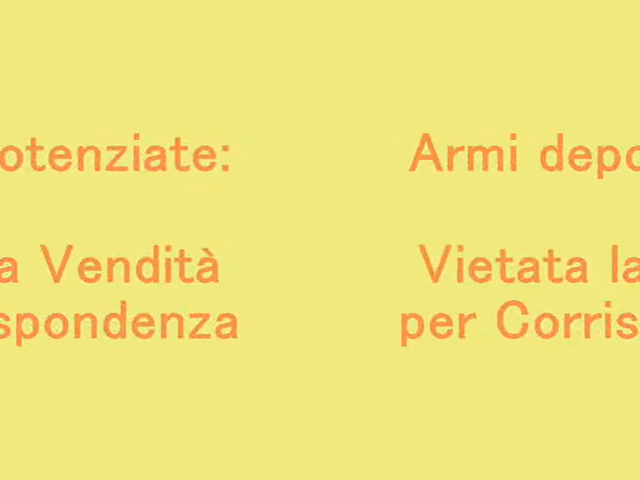 otenziate: Armi depo
a Vendità Vietata la
spondenza per Corris